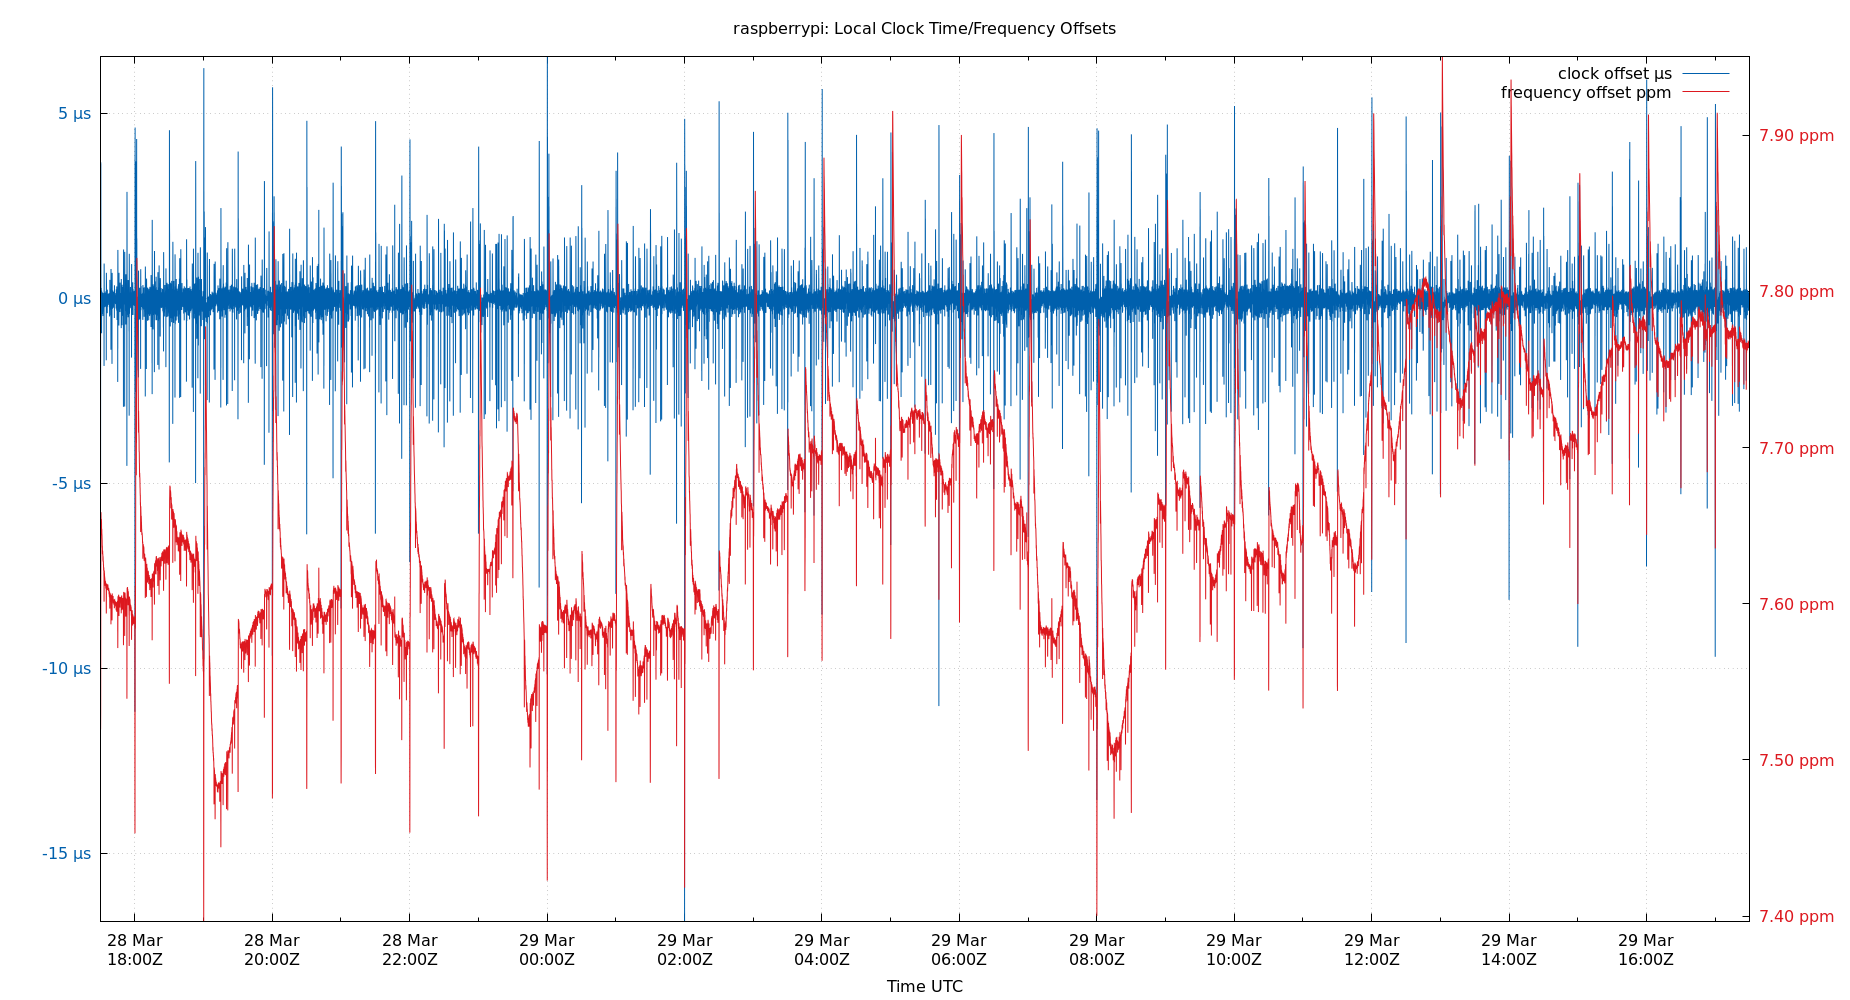 raspberrypi: Local Clock Time/Frequency Offsets
clock offset µs
frequency offset ppm
5 µs
0 µs
-5 µs
-10 µs
-15 µs
7.90 ppm
7.80 ppm
7.70 ppm
7.60 ppm
7.50 ppm
7.40 ppm
28 Mar 28 Mar 28 Mar 29 Mar 29 Mar 29 Mar 29 Mar 29 Mar 29 Mar 29 Mar 29 Mar 29 Mar
18:00Z 20:00Z 22:00Z 00:00Z 02:00Z 04:00Z 06:00Z 08:00Z 10:00Z 12:00Z 14:00Z 16:00Z
Time UTC